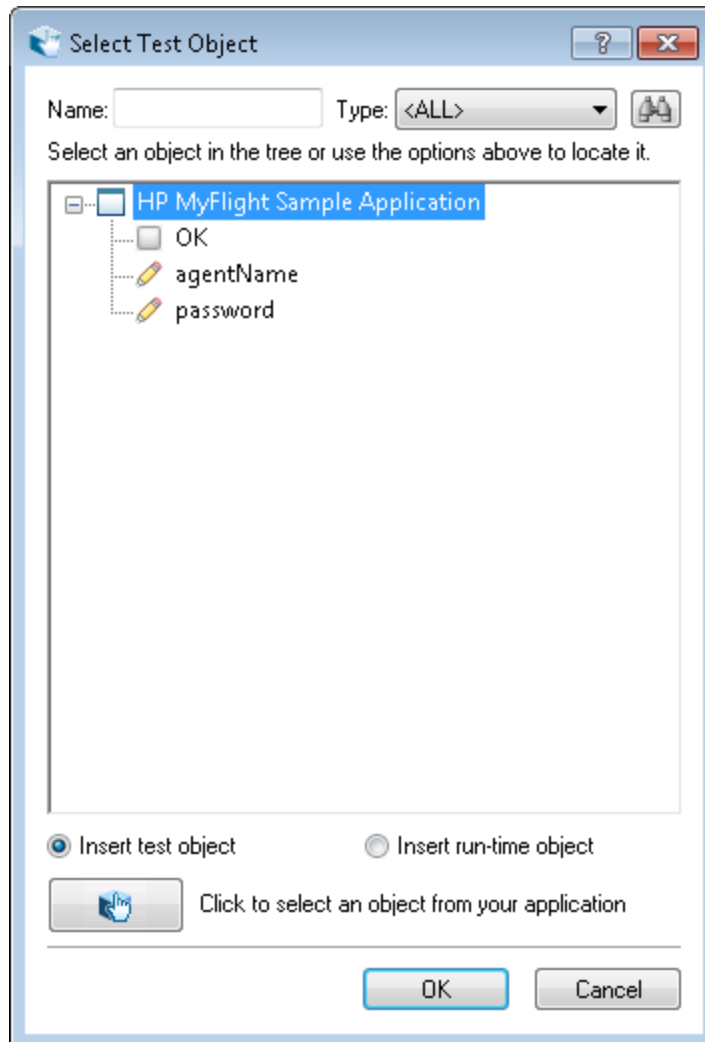 Select Test Object
?
Name: Type: <ALL>
Select an object in the tree or use the options above to locate it.
HP MyFlight Sample Application
OK
agentName
password
Insert test object Insert run-time object
Click to select an object from your application
OK Cancel